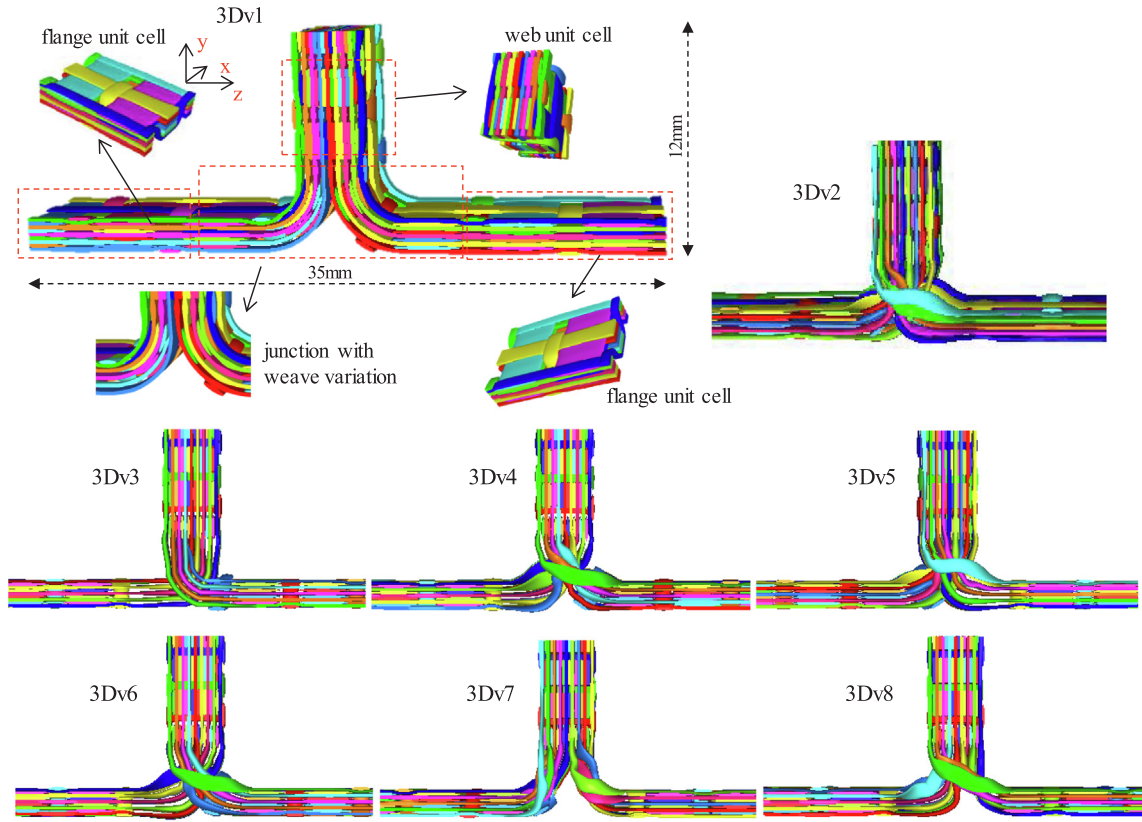 3Dv1
flange unit cell
y
x
z
web unit cell
12mm
3Dv2
35mm
junction with
weave variation
flange unit cell
3Dv3
3Dv4
3Dv5
3Dv6
3Dv7
3Dv8